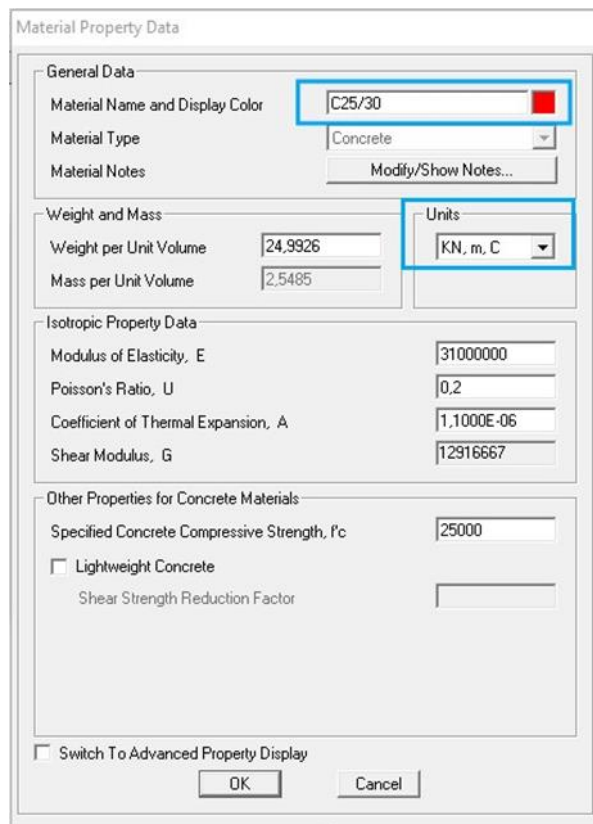 Material Property Data
General Data
Material Name and Display Color C25/30
Material Type Concrete
Material Notes Modify/Show Notes...
Weight and Mass
Weight per Unit Volume 24,9926
Mass per Unit Volume 2,5485
Units
KN, m, C
Isotropic Property Data
Modulus of Elasticity, E 31000000
Poisson's Ratio, U 0,2
Coefficient of Thermal Expansion, A 1,1000E-06
Shear Modulus, G 12916667
Other Properties for Concrete Materials
Specified Concrete Compressive Strength, f'c 25000
Lightweight Concrete
Shear Strength Reduction Factor
Switch To Advanced Property Display
OK Cancel